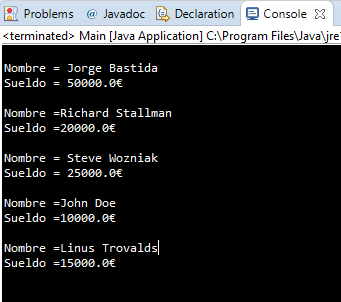 Problems @ Javadoc Declaration Console
<terminated> Main [Java Application] C:\Program Files\Java\jre7
Nombre = Jorge Bastida
Sueldo = 50000.0€
Nombre =Richard Stallman
Sueldo =20000.0€
Nombre = Steve Wozniak
Sueldo = 25000.0€
Nombre =John Doe
Sueldo =10000.0€
Nombre =Linus Trovalds
Sueldo =15000.0€